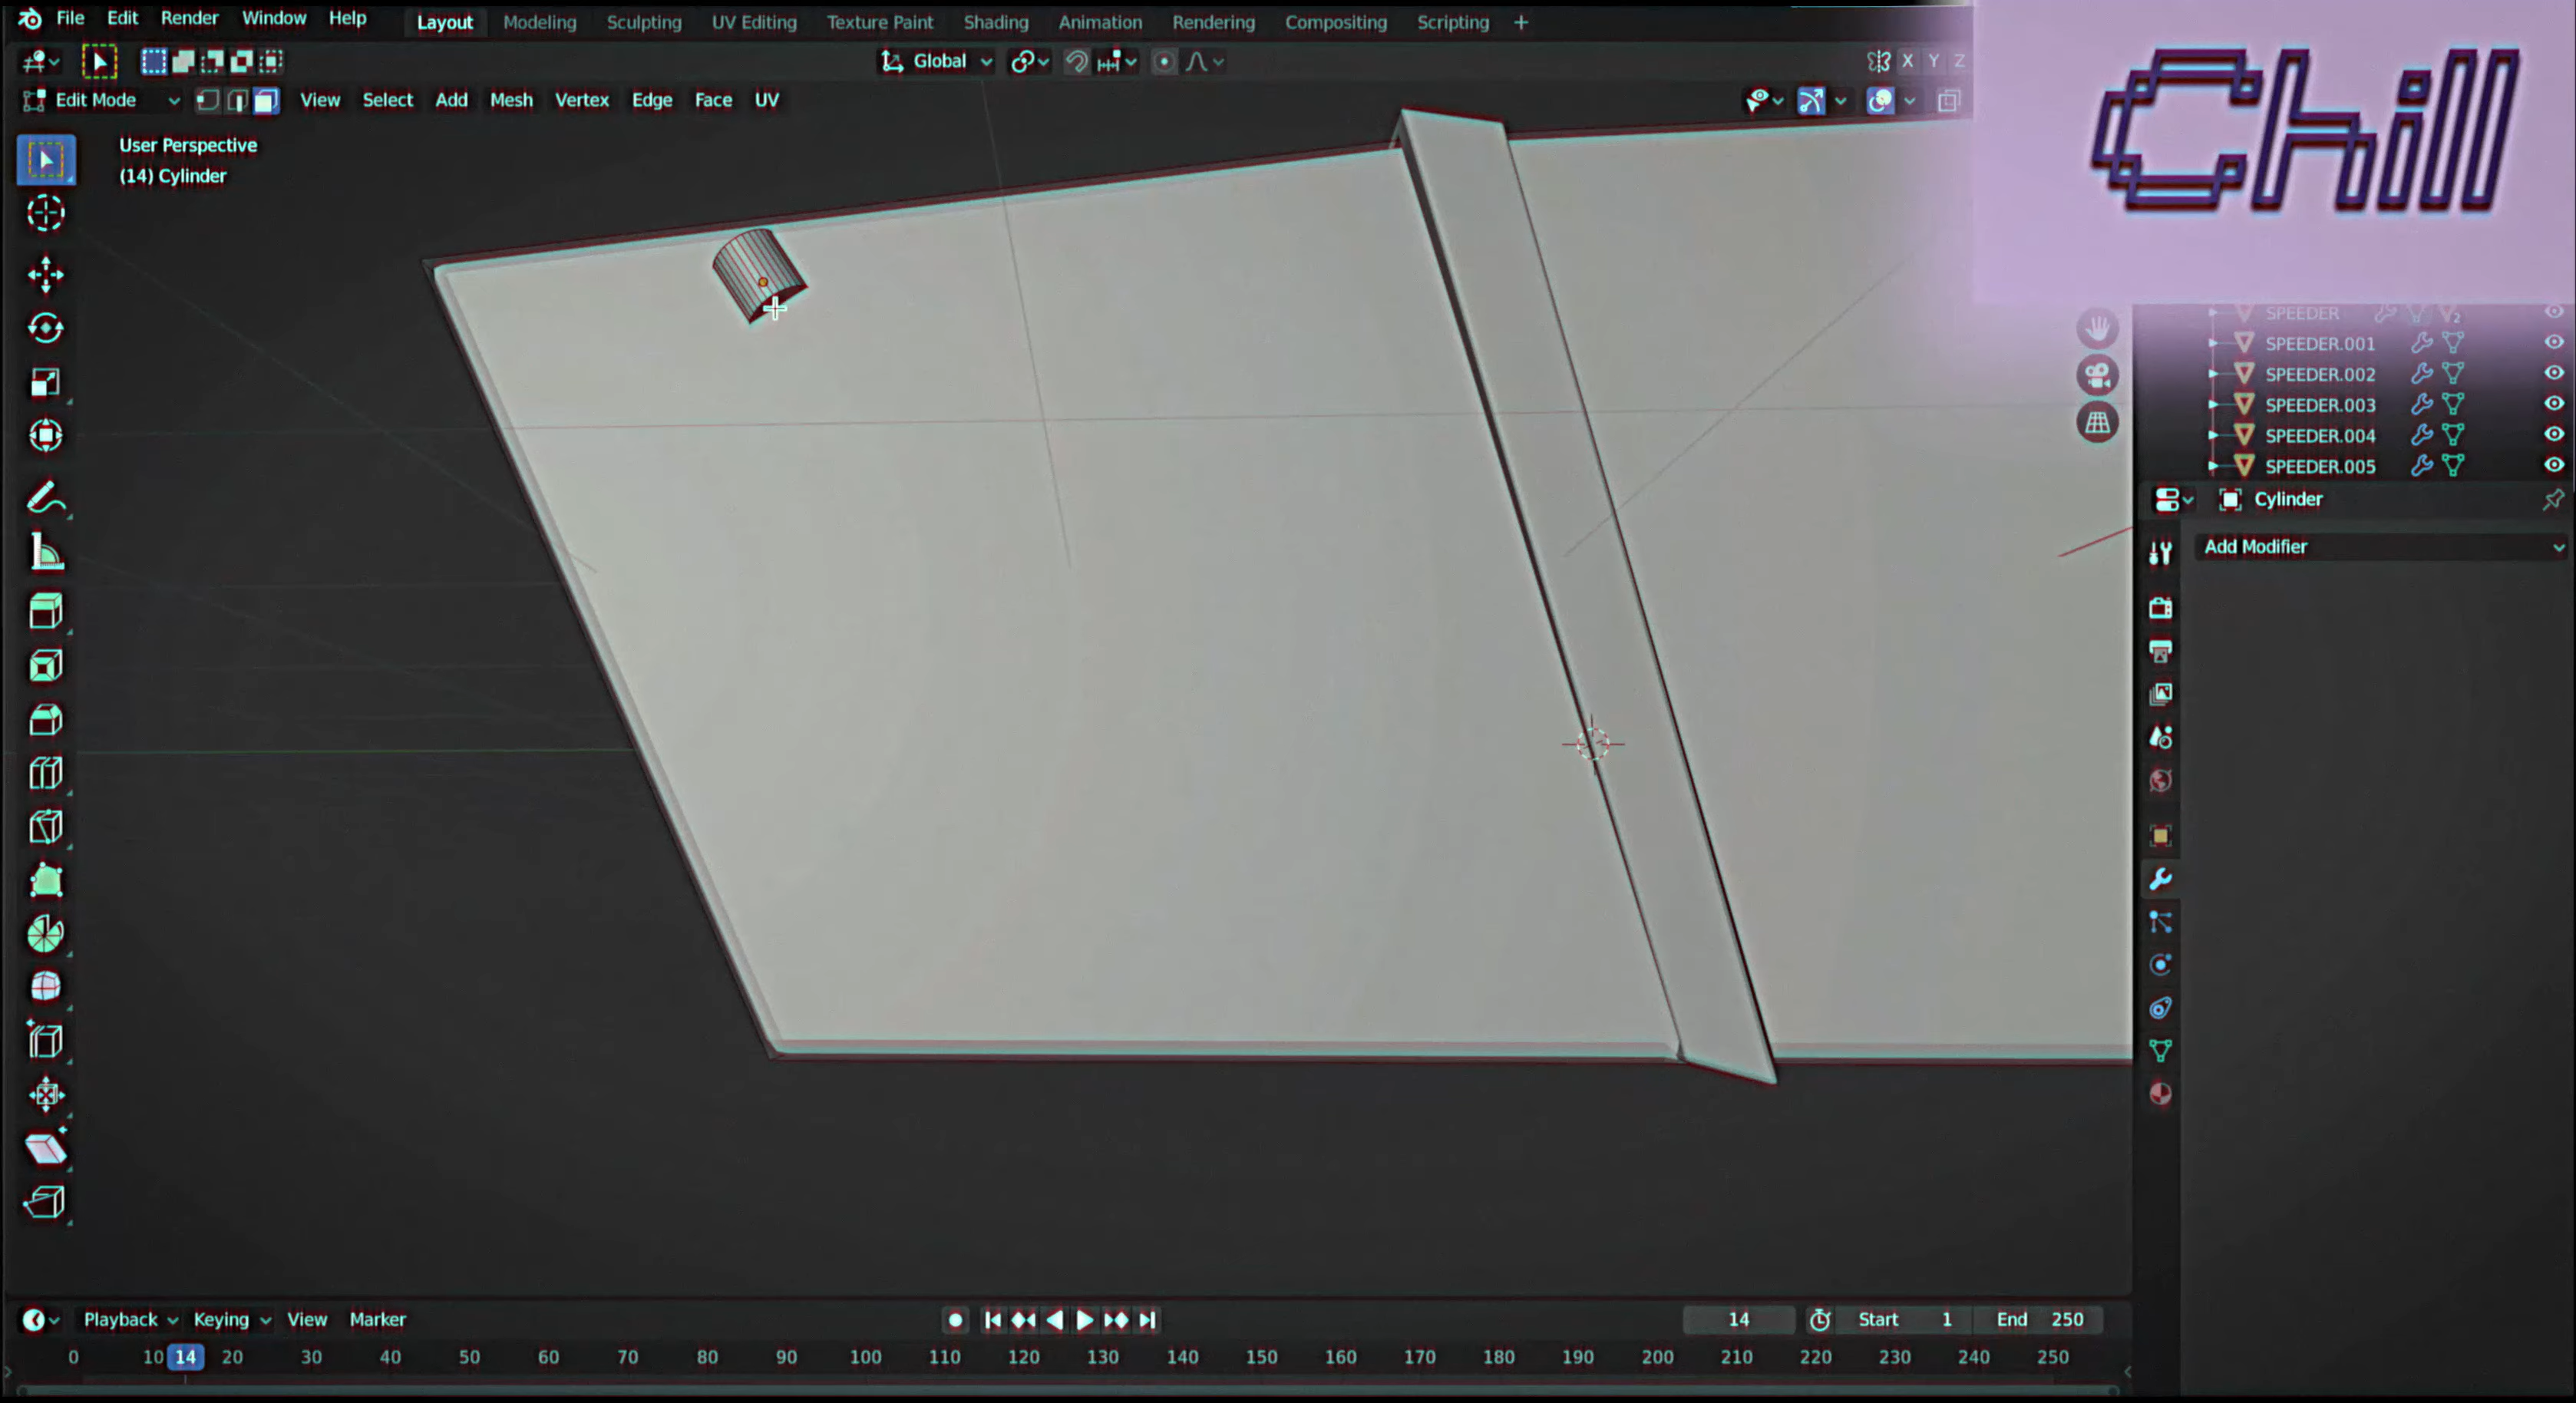 File Edit Render Window Help Layout Modeling Sculpting UV Editing Texture Paint Shading Animation Rendering Compositing Scripting +
Chill
Global X Y Z
Edit Mode View Select Add Mesh Vertex Edge Face UV
User Perspective
(14) Cylinder
SPEEDER 2
SPEEDER.001
SPEEDER.002
SPEEDER.003
SPEEDER.004
SPEEDER.005
Cylinder
Add Modifier
Playback Keying View Marker 14 Start 1 End 250
0 10 14 20 30 40 50 60 70 80 90 100 110 120 130 140 150 160 170 180 190 200 210 220 230 240 250